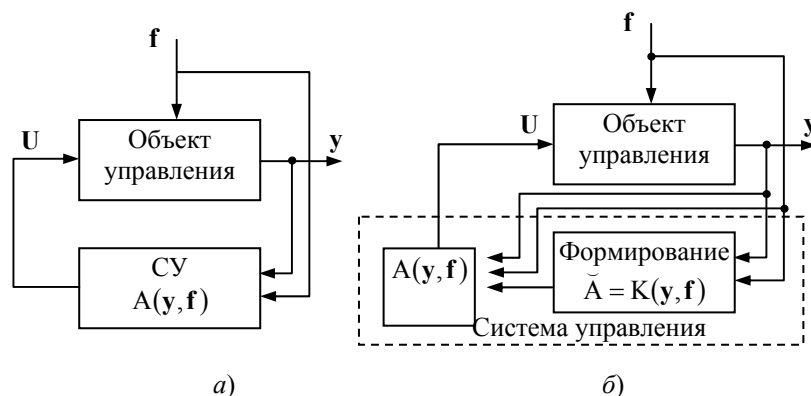 f
U
Объект
управления
y
СУ
A(y,f)
а)
f
U
Объект
управления
y
A(y,f)
Формирование
Ă = K(y,f)
Система управления
б)